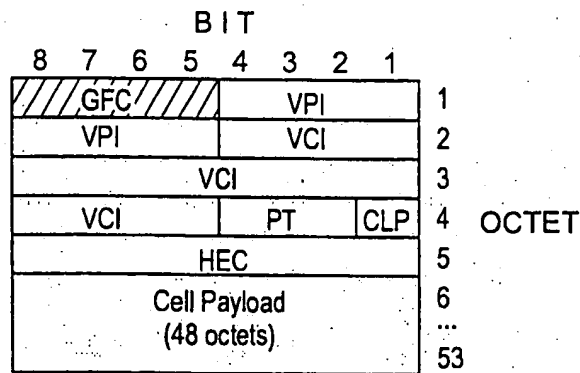 BIT
8 7 6 5 4 3 2 1
GFC VPI 1
VPI VCI 2
VCI 3
VCI PT CLP 4 OCTET
HEC 5
Cell Payload 6
(48 octets) ...
53